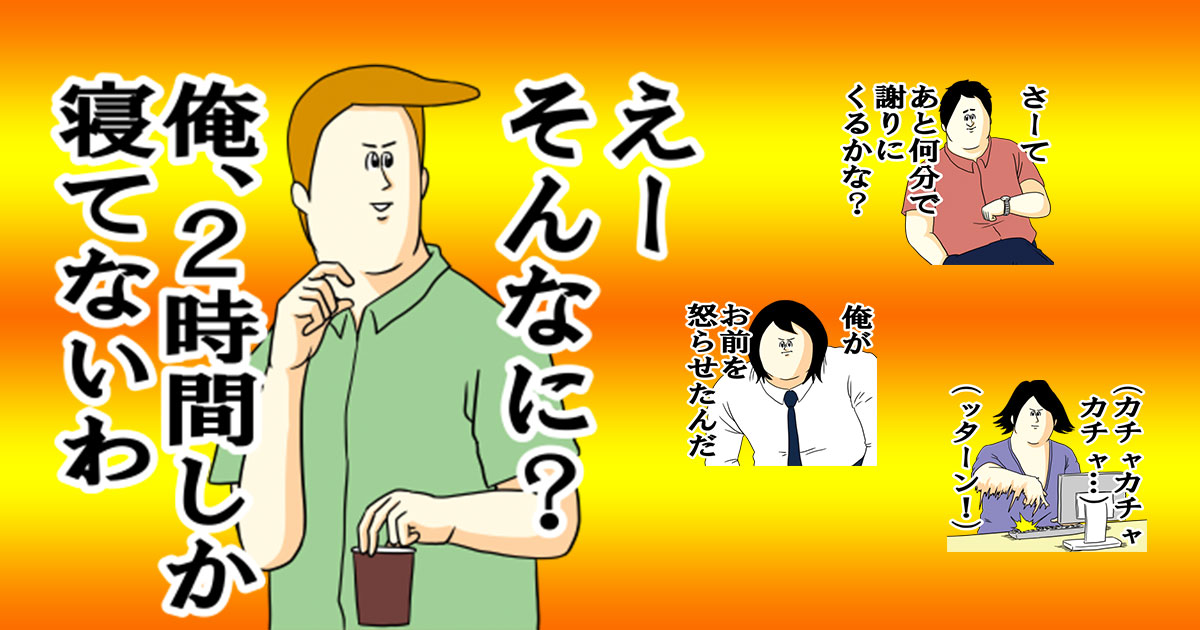 えー
そんなに？
俺、2時間しか
寝てないわ
さーて
あと何分で
謝りに
くるかな？
俺が
お前を
怒らせたんだ
（カチャカチャ
カチャ…
（ッターン！）